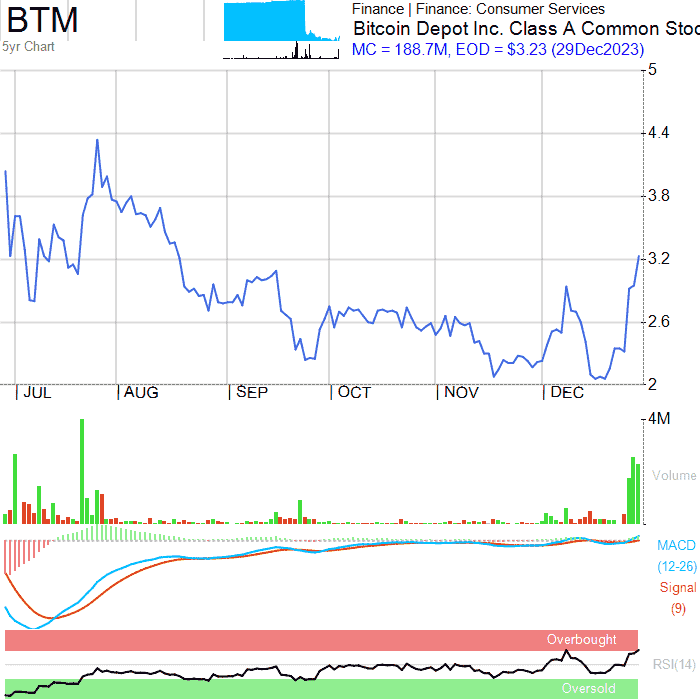 BTM
5yr Chart
Finance | Finance: Consumer Services
Bitcoin Depot Inc. Class A Common Stoc
MC = 188.7M, EOD = $3.23 (29Dec2023)
5
4.4
3.8
3.2
2.6
2
JUL AUG SEP OCT NOV DEC
4M
Volume
MACD
(12-26)
Signal
(9)
Overbought
RSI(14)
Oversold